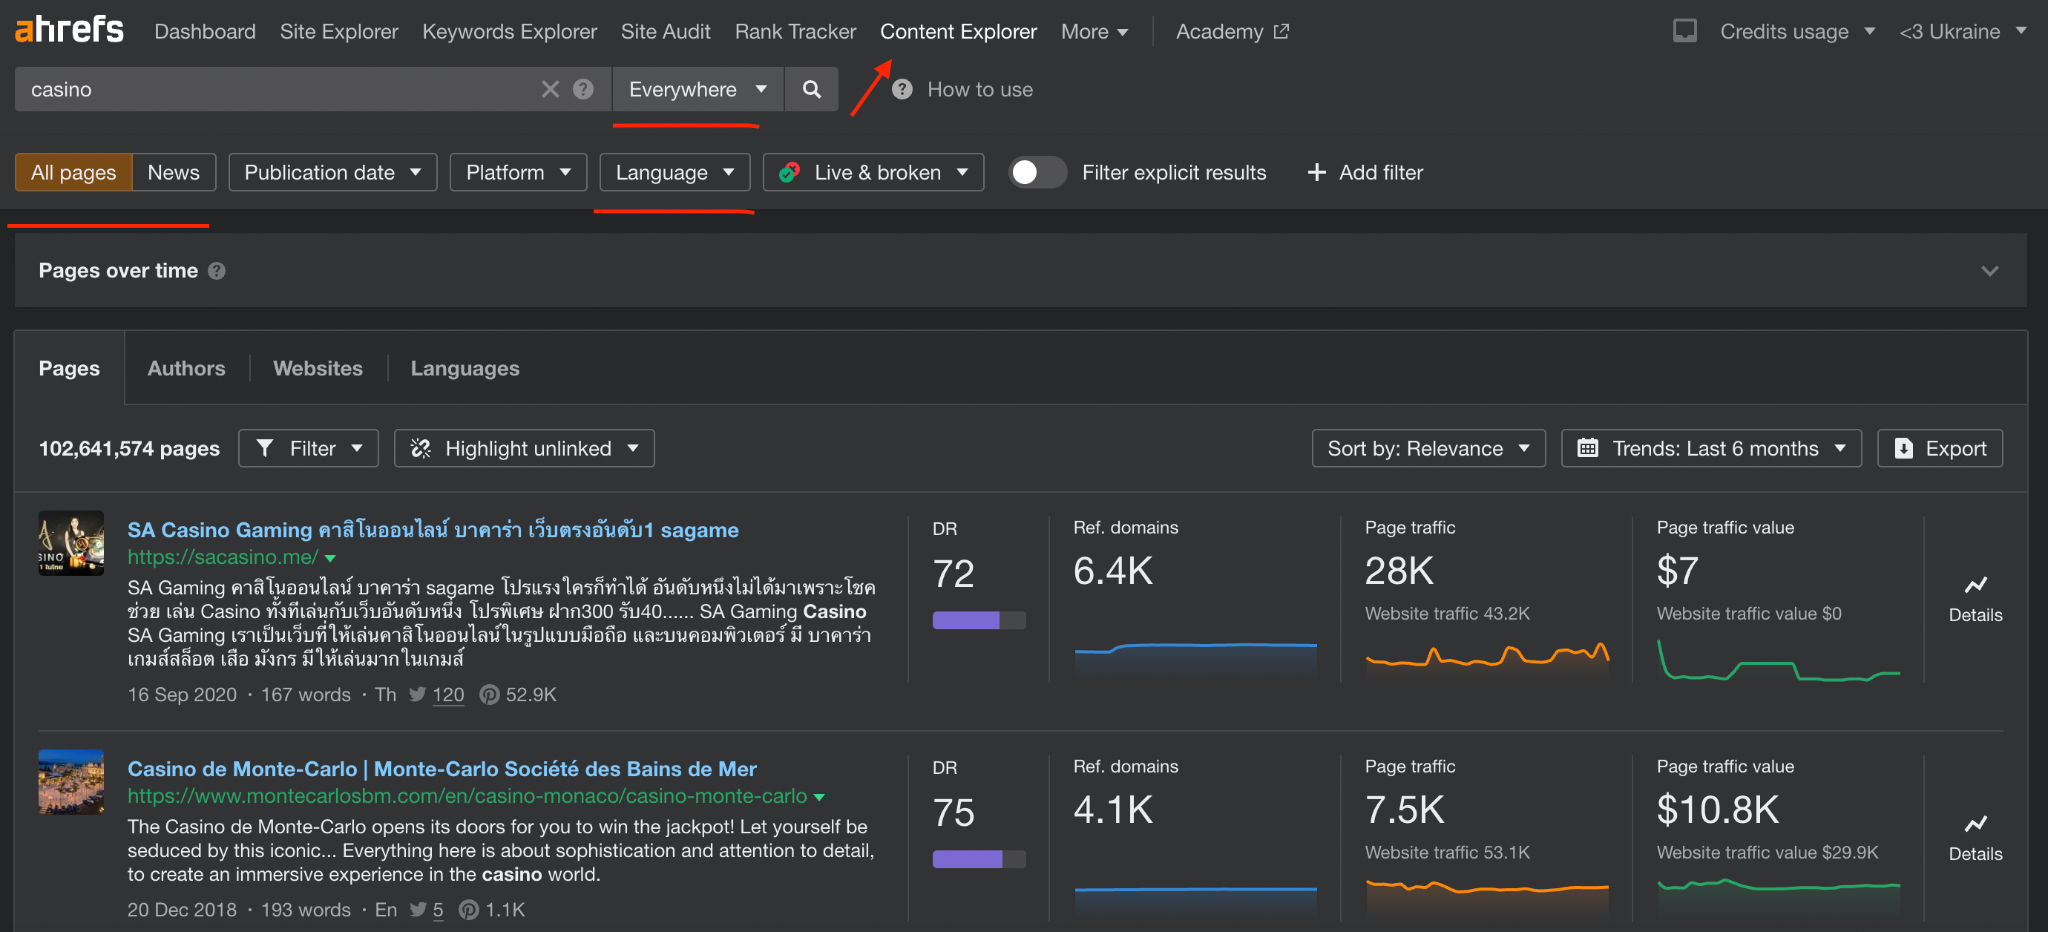 ahrefs Dashboard Site Explorer Keywords Explorer Site Audit Rank Tracker Content Explorer More Academy Credits usage <3 Ukraine
casino Everywhere How to use
All pages News Publication date Platform Language Live & broken Filter explicit results + Add filter
Pages over time
Pages Authors Websites Languages
102,641,574 pages Filter Highlight unlinked Sort by: Relevance Trends: Last 6 months Export
SA Casino Gaming คาสิโนออนไลน์ บาคาร่า เว็บตรงอันดับ1 sagame
https://sacasino.me/
SA Gaming คาสิโนออนไลน์ บาคาร่า sagame โปรแรงใครก็ทำได้ อันดับหนึ่งไม่ได้มาเพราะโชค
ช่วย เล่น Casino ทั้งทีเล่นกับเว็บอันดับหนึ่ง โปรพิเศษ ฝาก300 รับ40...... SA Gaming Casino
SA Gaming เราเป็นเว็บที่ให้เล่นคาสิโนออนไลน์ในรูปแบบมือถือ และบนคอมพิวเตอร์ มี บาคาร่า
เกมส์สล็อต เสือ มังกร มีให้เล่นมากในเกมส์
16 Sep 2020 · 167 words · Th 120 52.9K
DR
72
Ref. domains
6.4K
Page traffic
28K
Website traffic 43.2K
Page traffic value
$7
Website traffic value $0
Details
Casino de Monte-Carlo | Monte-Carlo Société des Bains de Mer
https://www.montecarlosbm.com/en/casino-monaco/casino-monte-carlo
The Casino de Monte-Carlo opens its doors for you to win the jackpot! Let yourself be
seduced by this iconic... Everything here is about sophistication and attention to detail,
to create an immersive experience in the casino world.
20 Dec 2018 · 193 words · En 5 1.1K
DR
75
Ref. domains
4.1K
Page traffic
7.5K
Website traffic 53.1K
Page traffic value
$10.8K
Website traffic value $29.9K
Details